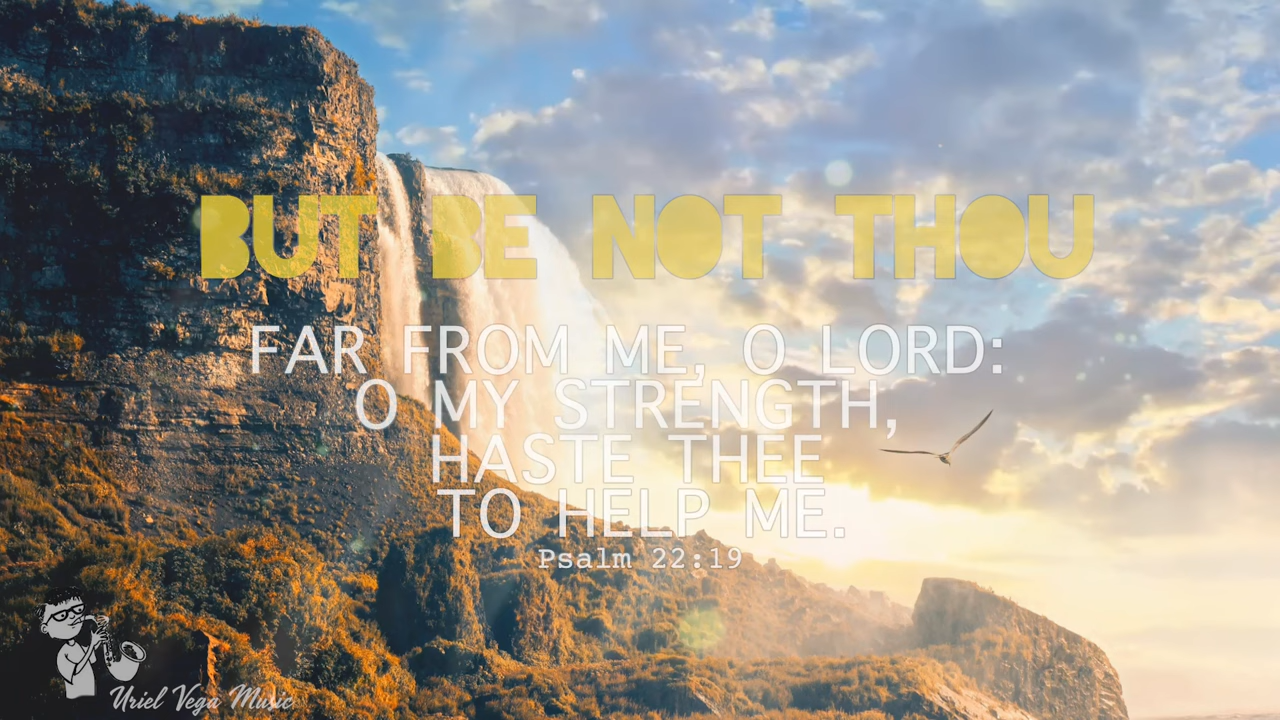 BUT BE NOT THOU
FAR FROM ME, O LORD:
O MY STRENGTH,
HASTE THEE
TO HELP ME.
Psalm 22:19
Uriel Vega Music